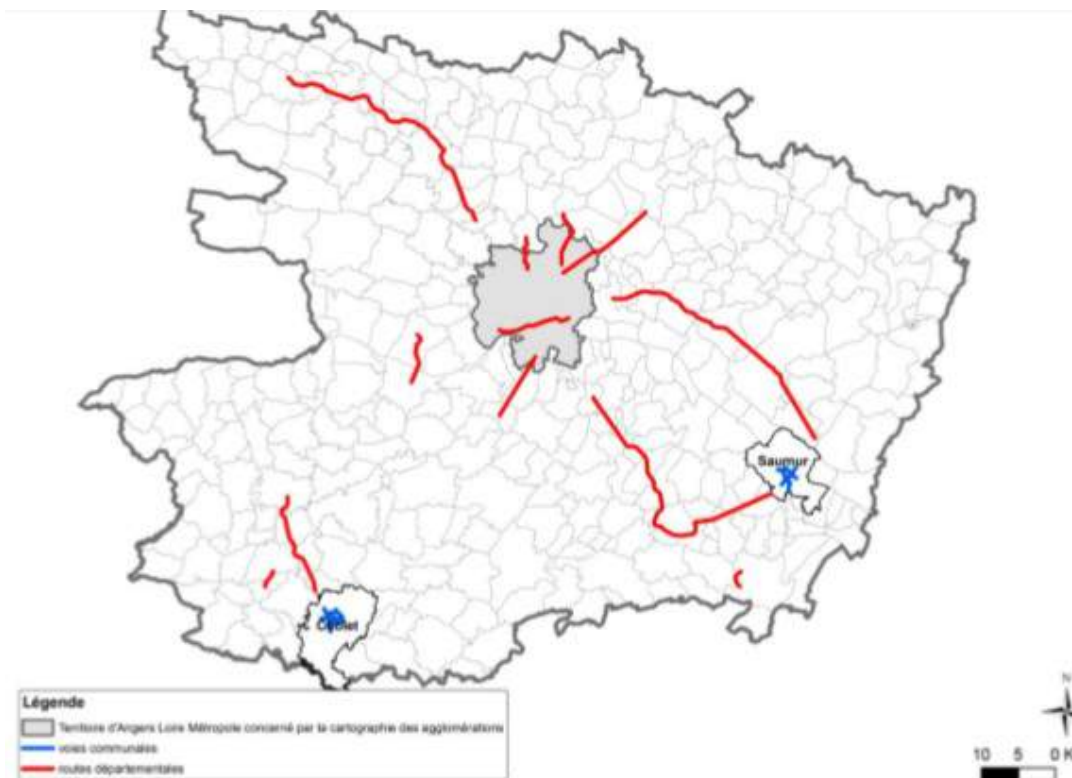 Saumur
Cholet
Légende
Territoire d'Angers Loire Métropole concerné par la cartographie des agglomérations
voies communales
routes départementales
N
10 5 0 K